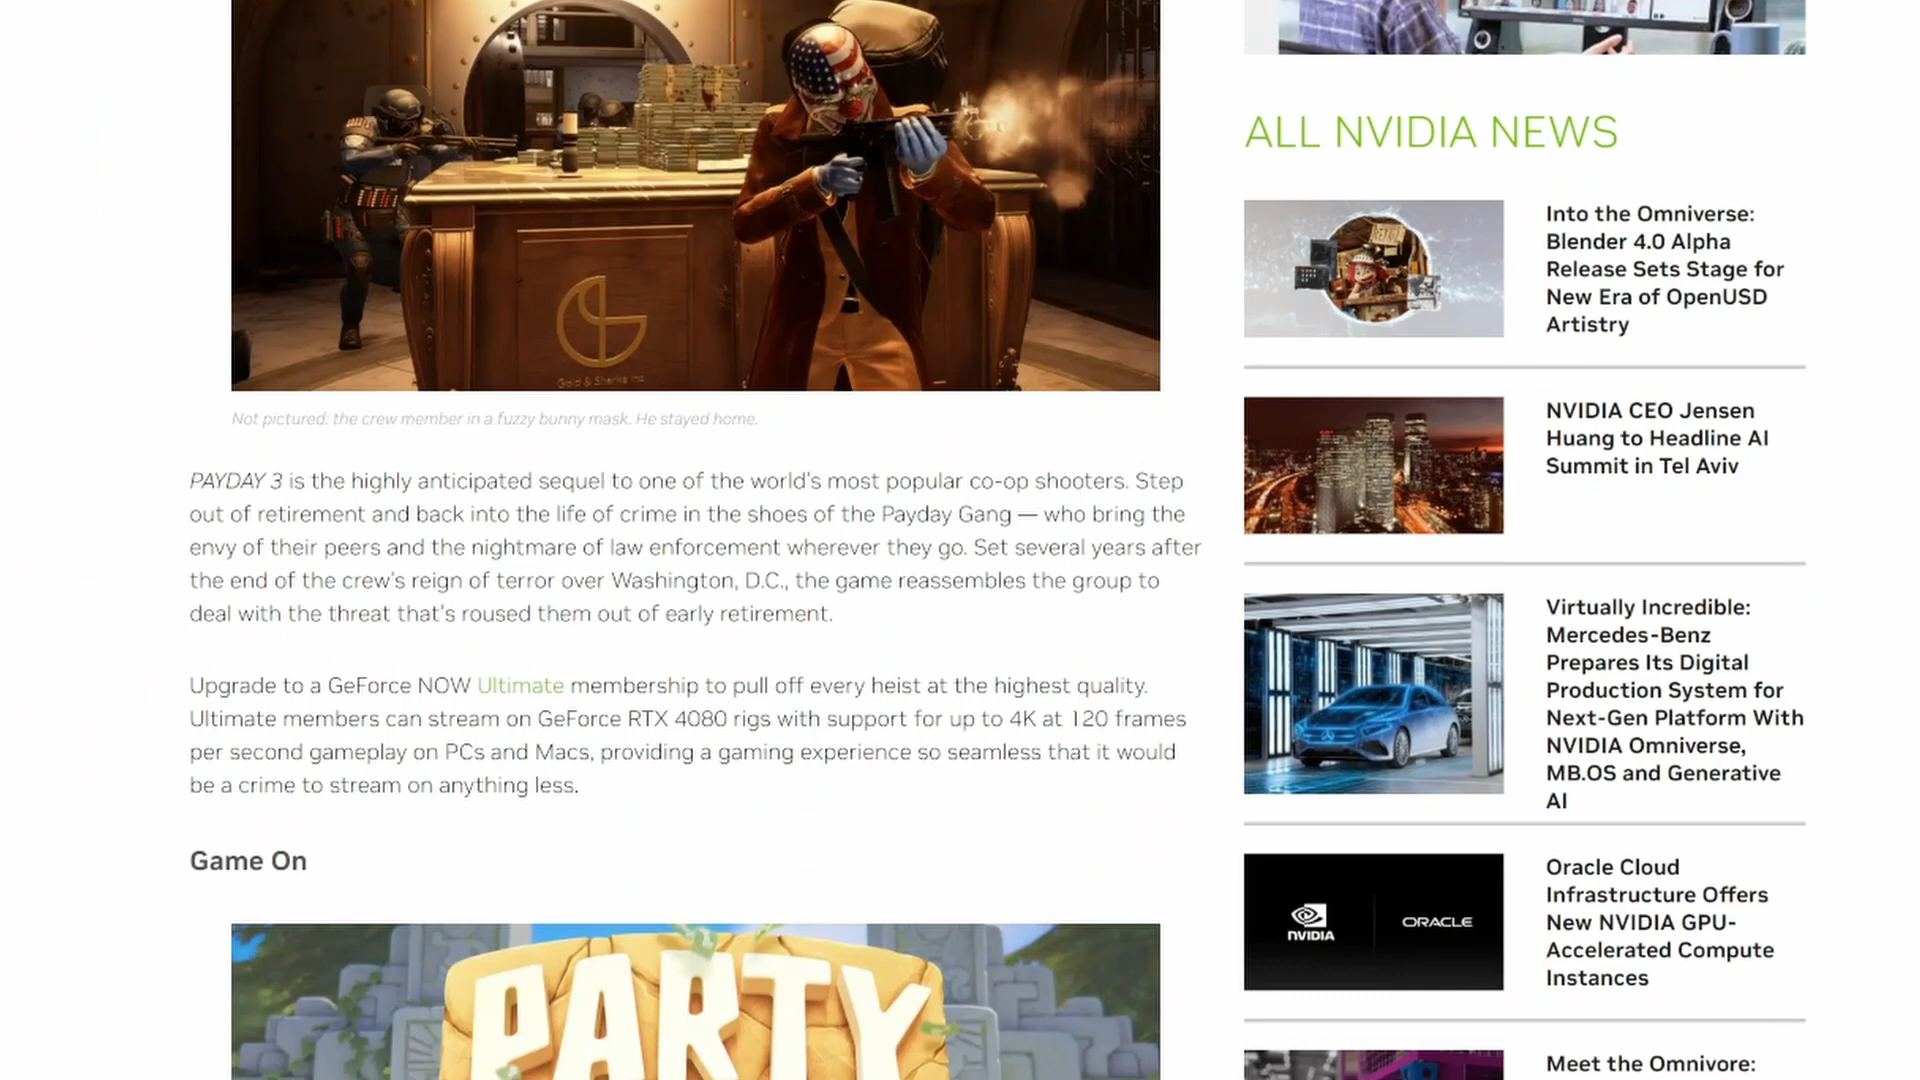 Gold & Sharke Inc
Not pictured: the crew member in a fuzzy bunny mask. He stayed home.
PAYDAY 3 is the highly anticipated sequel to one of the world's most popular co-op shooters. Step
out of retirement and back into the life of crime in the shoes of the Payday Gang — who bring the
envy of their peers and the nightmare of law enforcement wherever they go. Set several years after
the end of the crew's reign of terror over Washington, D.C., the game reassembles the group to
deal with the threat that's roused them out of early retirement.
Upgrade to a GeForce NOW Ultimate membership to pull off every heist at the highest quality.
Ultimate members can stream on GeForce RTX 4080 rigs with support for up to 4K at 120 frames
per second gameplay on PCs and Macs, providing a gaming experience so seamless that it would
be a crime to stream on anything less.
Game On
PARTY
ALL NVIDIA NEWS
Into the Omniverse:
Blender 4.0 Alpha
Release Sets Stage for
New Era of OpenUSD
Artistry
NVIDIA CEO Jensen
Huang to Headline AI
Summit in Tel Aviv
Virtually Incredible:
Mercedes-Benz
Prepares Its Digital
Production System for
Next-Gen Platform With
NVIDIA Omniverse,
MB.OS and Generative
AI
NVIDIA
ORACLE
Oracle Cloud
Infrastructure Offers
New NVIDIA GPU-
Accelerated Compute
Instances
Meet the Omnivore: